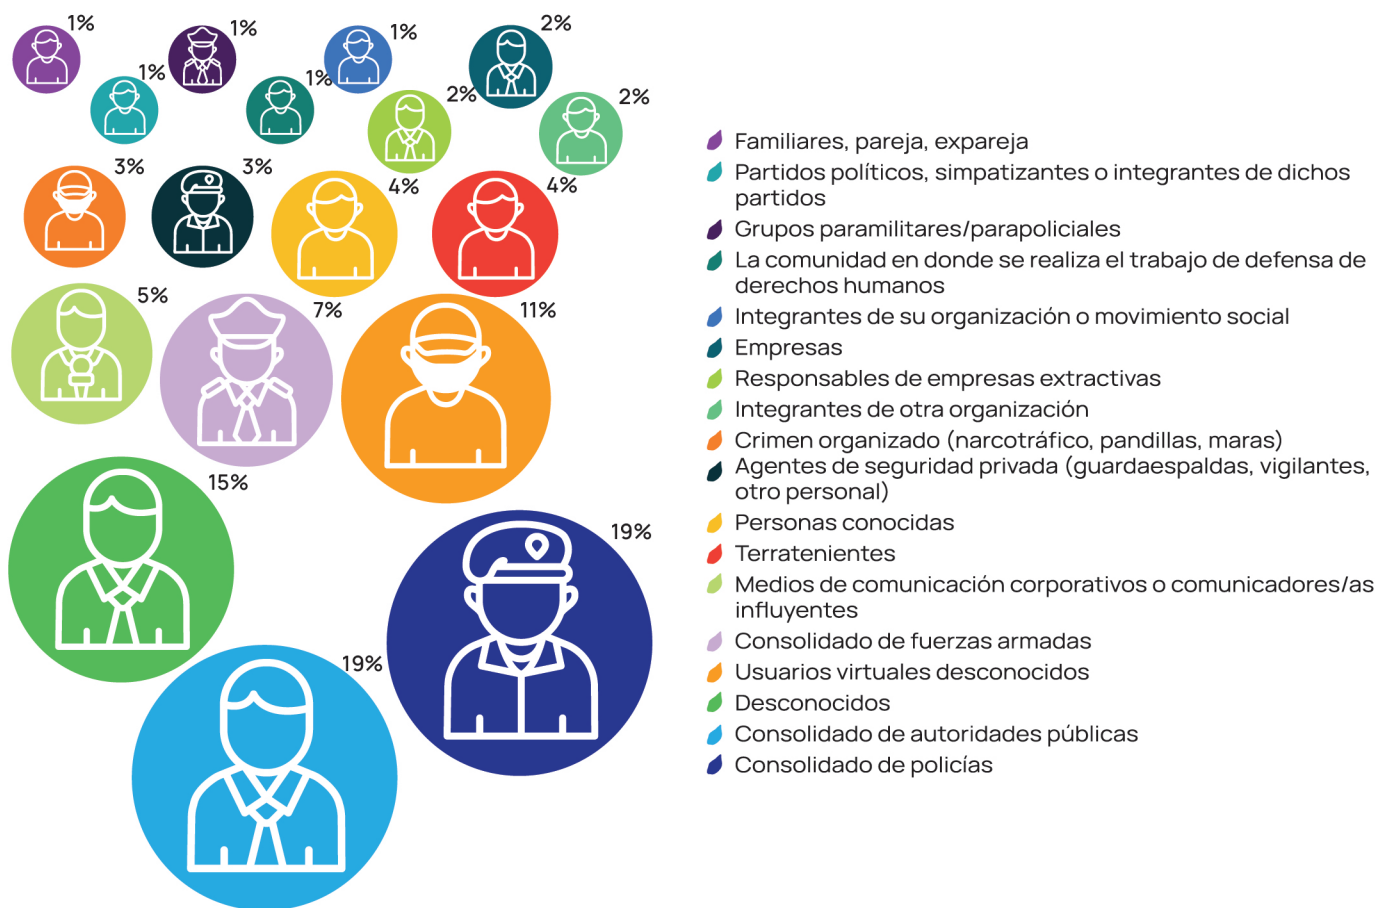 1%
1%
1%
2%
1%
1%
2%
2%
3%
3%
4%
4%
5%
7%
11%
15%
19%
19%
Familiares, pareja, expareja
Partidos políticos, simpatizantes o integrantes de dichos
partidos
Grupos paramilitares/parapoliciales
La comunidad en donde se realiza el trabajo de defensa de
derechos humanos
Integrantes de su organización o movimiento social
Empresas
Responsables de empresas extractivas
Integrantes de otra organización
Crimen organizado (narcotráfico, pandillas, maras)
Agentes de seguridad privada (guardaespaldas, vigilantes,
otro personal)
Personas conocidas
Terratenientes
Medios de comunicación corporativos o comunicadores/as
influyentes
Consolidado de fuerzas armadas
Usuarios virtuales desconocidos
Desconocidos
Consolidado de autoridades públicas
Consolidado de policías